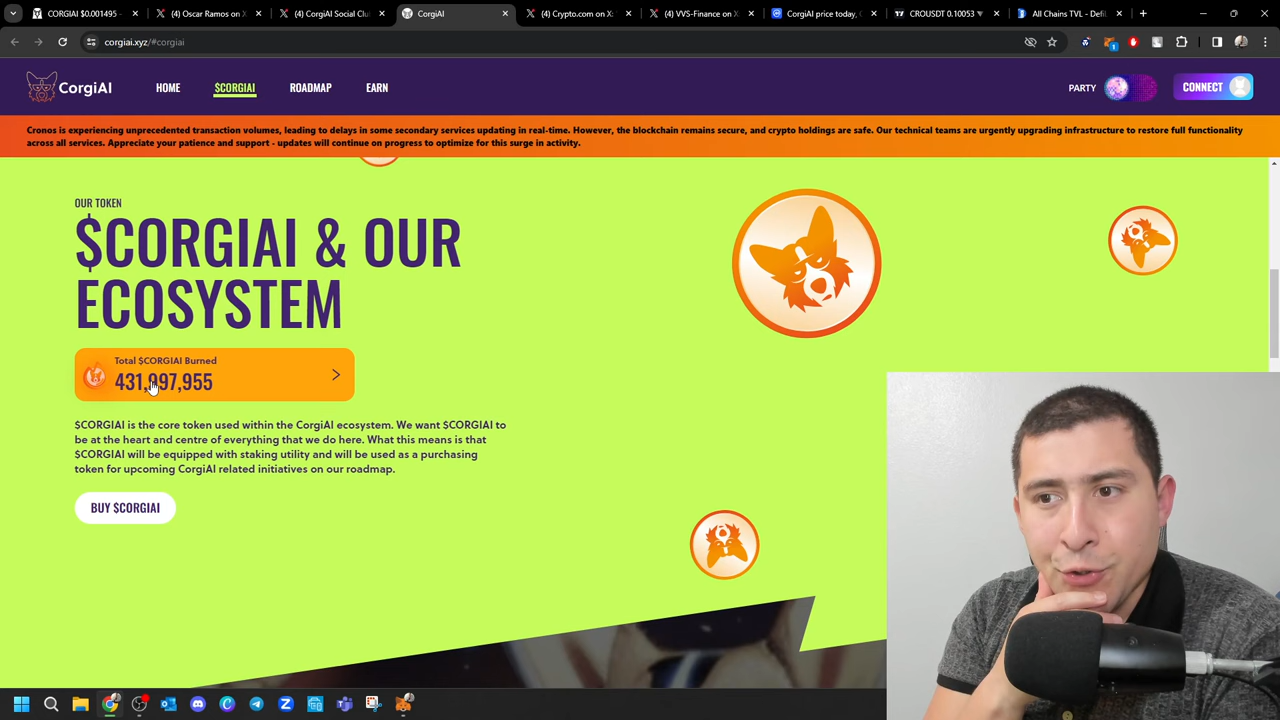 CORGIAI $0.001495 -
(4) Oscar Ramos on X
(4) CorgiAI Social Clu
CorgiAI
(4) Crypto.com on X:
(4) VVS-Finance on X
CorgiAI price today, C
CROUSDT 0.10053
All Chains TVL - DefiL
corgiai.xyz/#corgiai
CorgiAI
HOME
$CORGIAI
ROADMAP
EARN
PARTY
CONNECT
Cronos is experiencing unprecedented transaction volumes, leading to delays in some secondary services updating in real-time. However, the blockchain remains secure, and crypto holdings are safe. Our technical teams are urgently upgrading infrastructure to restore full functionality
across all services. Appreciate your patience and support - updates will continue on progress to optimize for this surge in activity.
OUR TOKEN
$CORGIAI & OUR
ECOSYSTEM
Total $CORGIAI Burned
431,997,955
$CORGIAI is the core token used within the CorgiAI ecosystem. We want $CORGIAI to
be at the heart and centre of everything that we do here. What this means is that
$CORGIAI will be equipped with staking utility and will be used as a purchasing
token for upcoming CorgiAI related initiatives on our roadmap.
BUY $CORGIAI